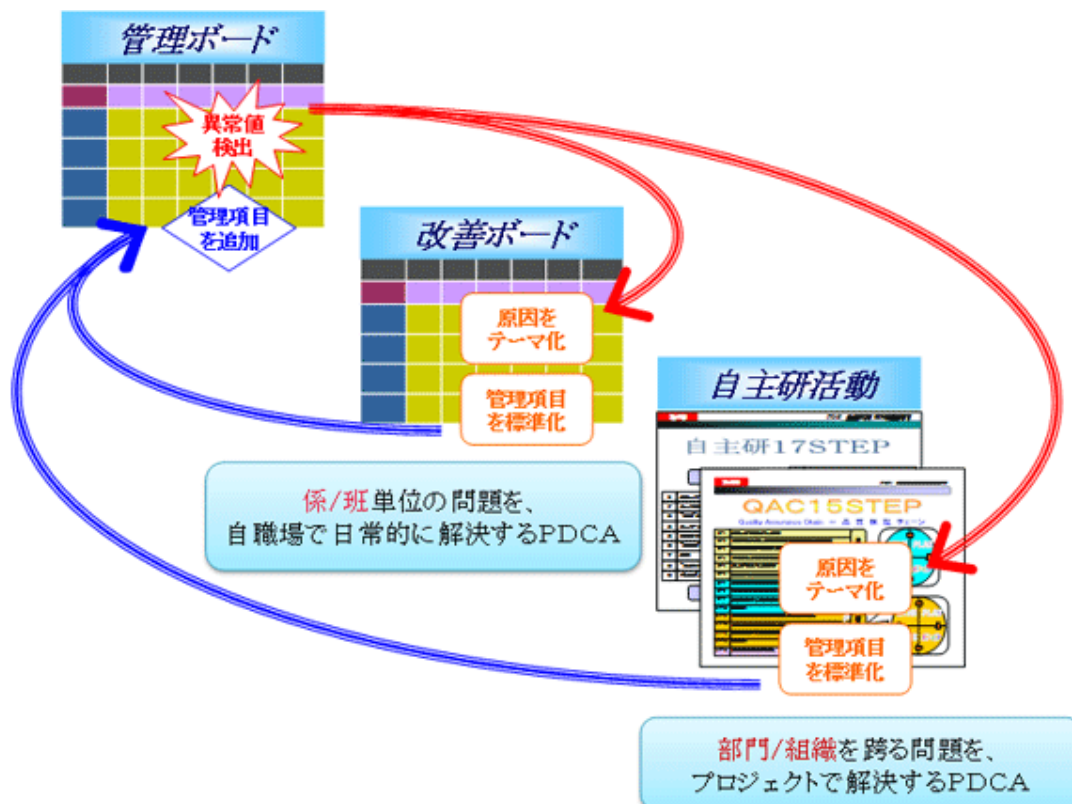 管理ボード
異常値
検出
管理項目
を追加
改善ボード
原因を
テーマ化
管理項目
を標準化
自主研活動
自主研17STEP
QAC15STEP
Quality Assurance Chain
原因を
テーマ化
管理項目
を標準化
係/班単位の問題を、
自職場で日常的に解決するPDCA
部門/組織を跨る問題を、
プロジェクトで解決するPDCA